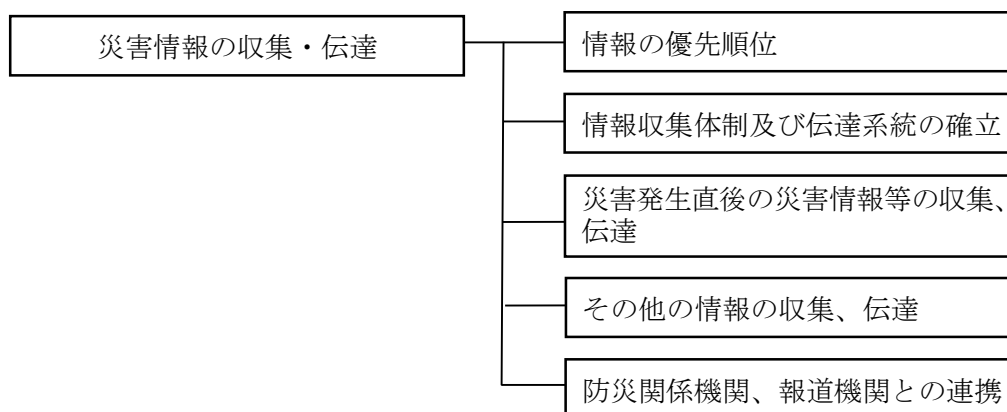 災害情報の収集・伝達
情報の優先順位
情報収集体制及び伝達系統の確立
災害発生直後の災害情報等の収集、
伝達
その他の情報の収集、伝達
防災関係機関、報道機関との連携